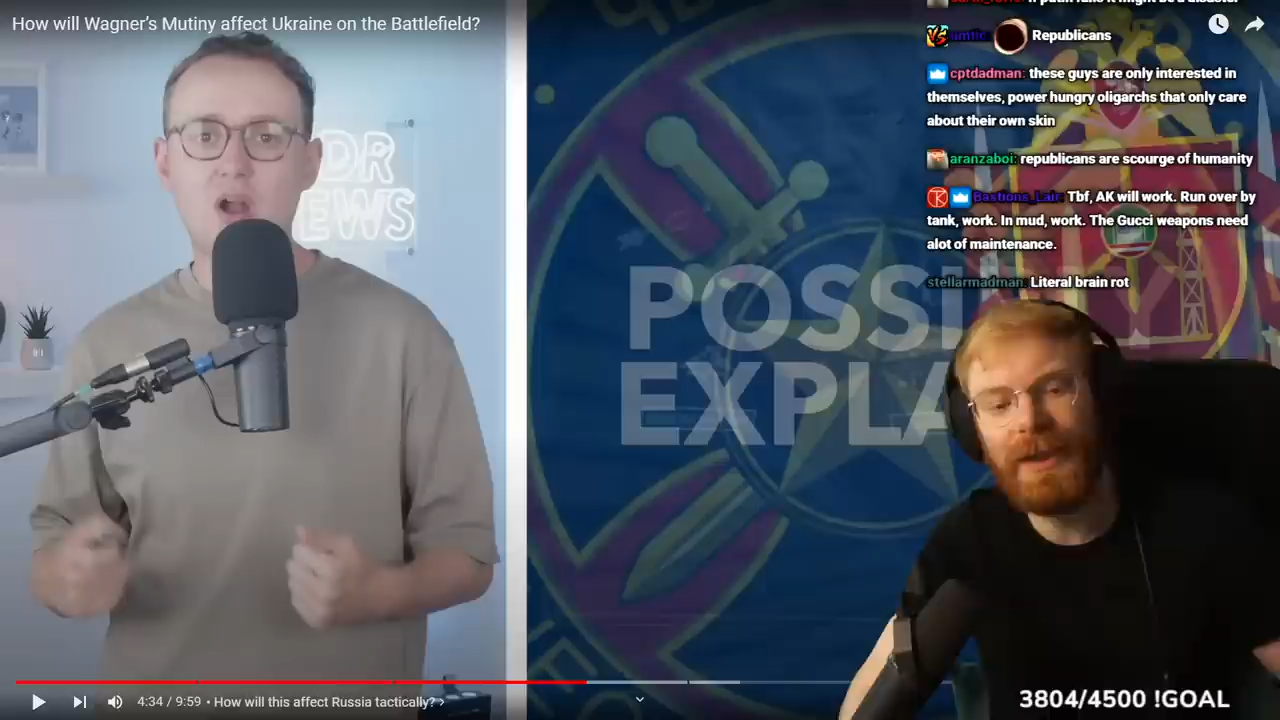 How will Wagner's Mutiny affect Ukraine on the Battlefield?
Republicans
cptdadman: these guys are only interested in
themselves, power hungry oligarchs that only care
about their own skin
aranzaboi: republicans are scourge of humanity
Bastions_Lair: Tbf, AK will work. Run over by
tank, work. In mud, work. The Gucci weapons need
alot of maintenance.
stellarmadman: Literal brain rot
DR
EWS
POSSI
EXPLA
4:34 / 9:59 • How will this affect Russia tactically? >
3804/4500 !GOAL